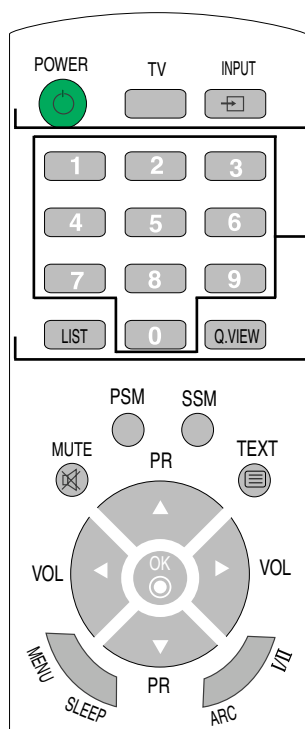 POWER TV INPUT
1 2 3
4 5 6
7 8 9
LIST 0 Q.VIEW
PSM SSM
MUTE PR TEXT
VOL OK VOL
MENU PR I/II
SLEEP ARC